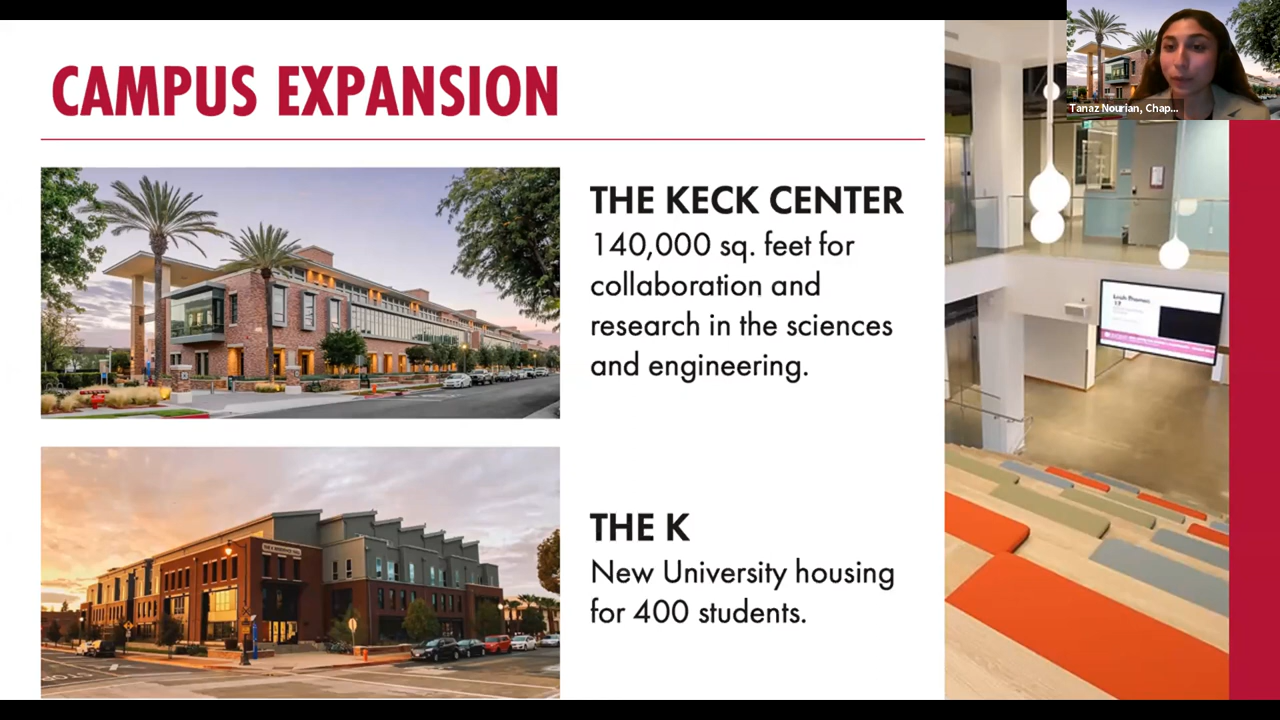 CAMPUS EXPANSION
Tanaz Nourian, Chap...
THE KECK CENTER
140,000 sq. feet for
collaboration and
research in the sciences
and engineering.
THE K
New University housing
for 400 students.